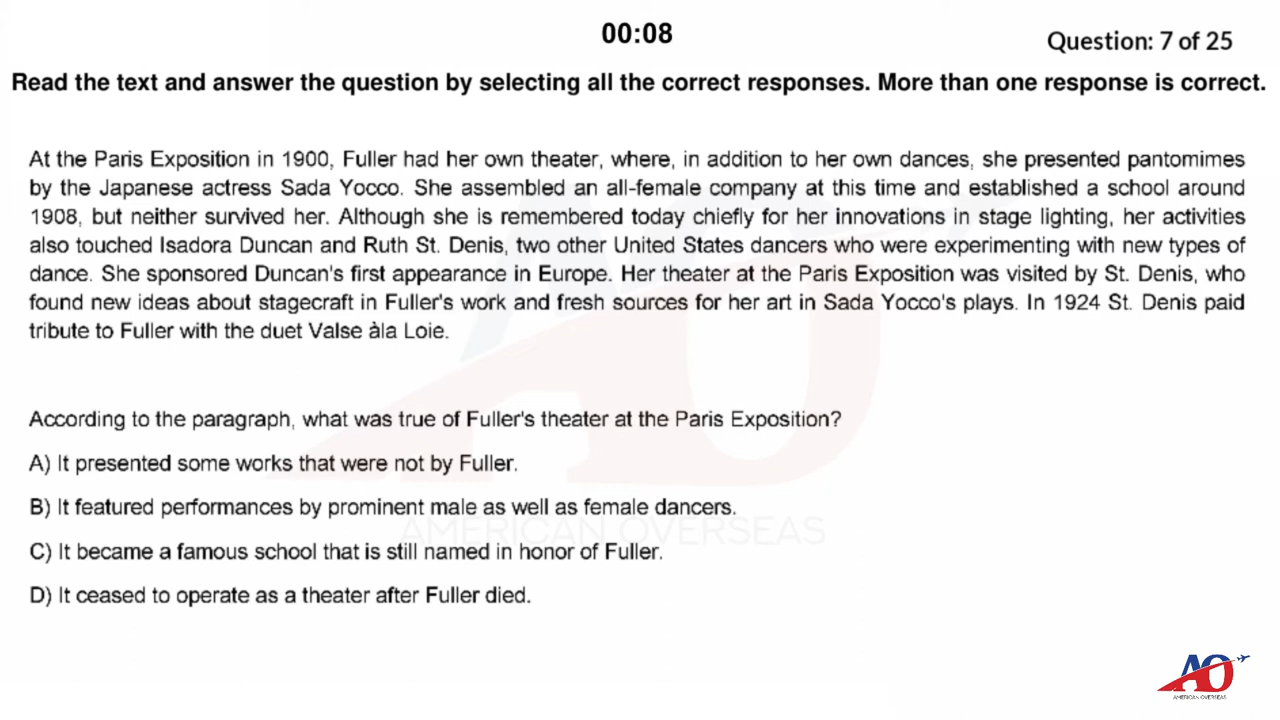 00:08
Question: 7 of 25
Read the text and answer the question by selecting all the correct responses. More than one response is correct.
At the Paris Exposition in 1900, Fuller had her own theater, where, in addition to her own dances, she presented pantomimes
by the Japanese actress Sada Yocco. She assembled an all-female company at this time and established a school around
1908, but neither survived her. Although she is remembered today chiefly for her innovations in stage lighting, her activities
also touched Isadora Duncan and Ruth St. Denis, two other United States dancers who were experimenting with new types of
dance. She sponsored Duncan's first appearance in Europe. Her theater at the Paris Exposition was visited by St. Denis, who
found new ideas about stagecraft in Fuller's work and fresh sources for her art in Sada Yocco's plays. In 1924 St. Denis paid
tribute to Fuller with the duet Valse àla Loie.
According to the paragraph, what was true of Fuller's theater at the Paris Exposition?
A) It presented some works that were not by Fuller.
B) It featured performances by prominent male as well as female dancers.
AMERICAN OVERSEAS
C) It became a famous school that is still named in honor of Fuller.
D) It ceased to operate as a theater after Fuller died.
AO
AMERICAN OVERSEAS